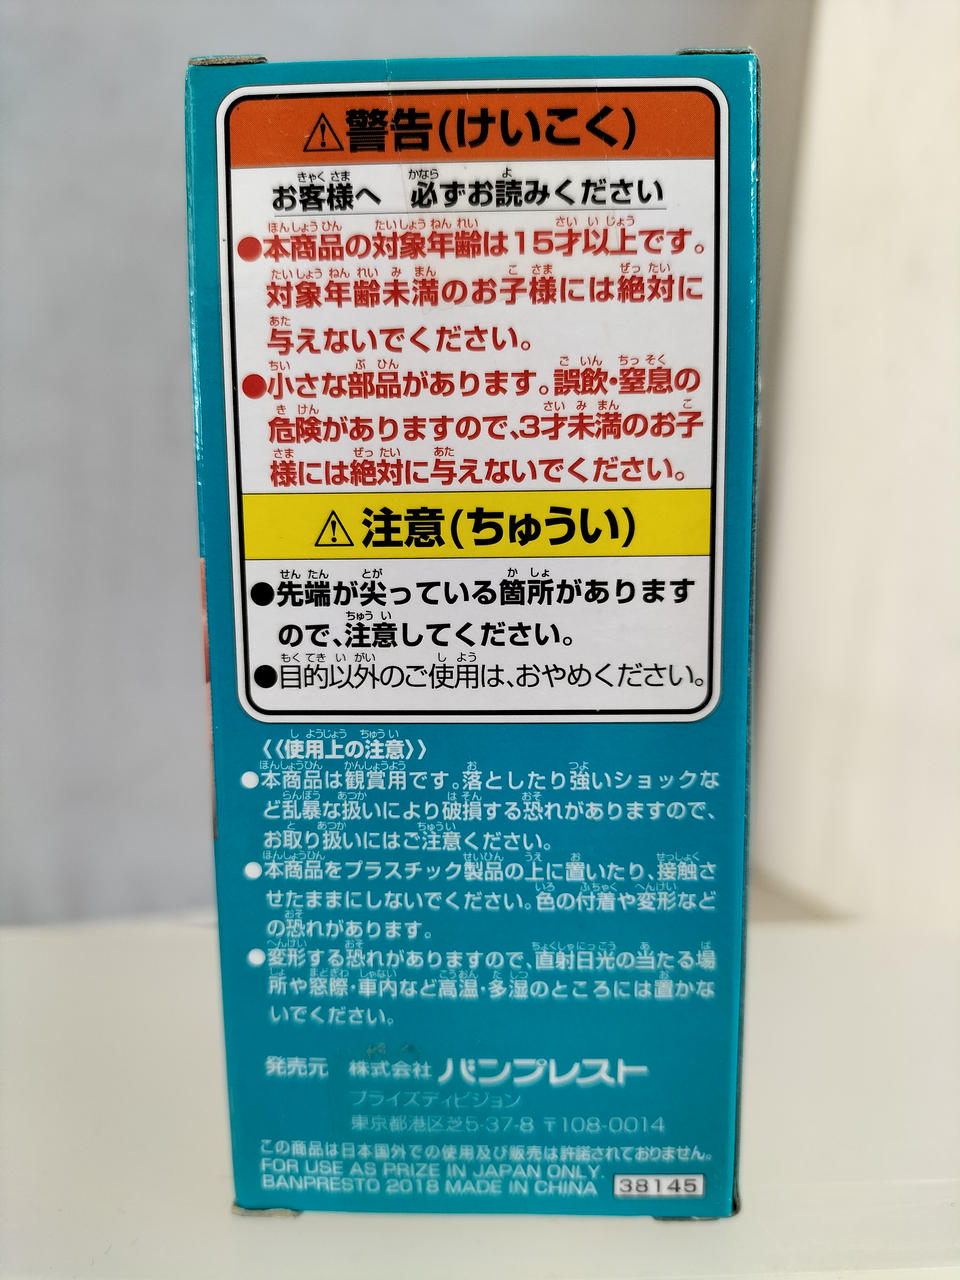 ⚠警告(けいこく)
お客様へ 必ずお読みください
●本商品の対象年齢は15才以上です。
対象年齢未満のお子様には絶対に
与えないでください。
●小さな部品があります。誤飲・窒息の
危険がありますので、3才未満のお子
様には絶対に与えないでください。
⚠注意(ちゅうい)
●先端が尖っている箇所があります
ので、注意してください。
●目的以外のご使用は、おやめください。
〈〈使用上の注意〉〉
●本商品は観賞用です。落としたり強いショックな
ど乱暴な扱いにより破損する恐れがありますので、
お取り扱いにはご注意ください。
●本商品をプラスチック製品の上に置いたり、接触さ
せたままにしないでください。色の付着や変形など
の恐れがあります。
●変形する恐れがありますので、直射日光の当たる場
所や窓際・車内など高温・多湿のところには置かな
いでください。
発売元 株式会社 バンプレスト
プライズディビジョン
東京都港区芝5-37-8 〒108-0014
この商品は日本国外での使用及び販売は許諾されておりません。
FOR USE AS PRIZE IN JAPAN ONLY.
BANPRESTO 2018 MADE IN CHINA 38145